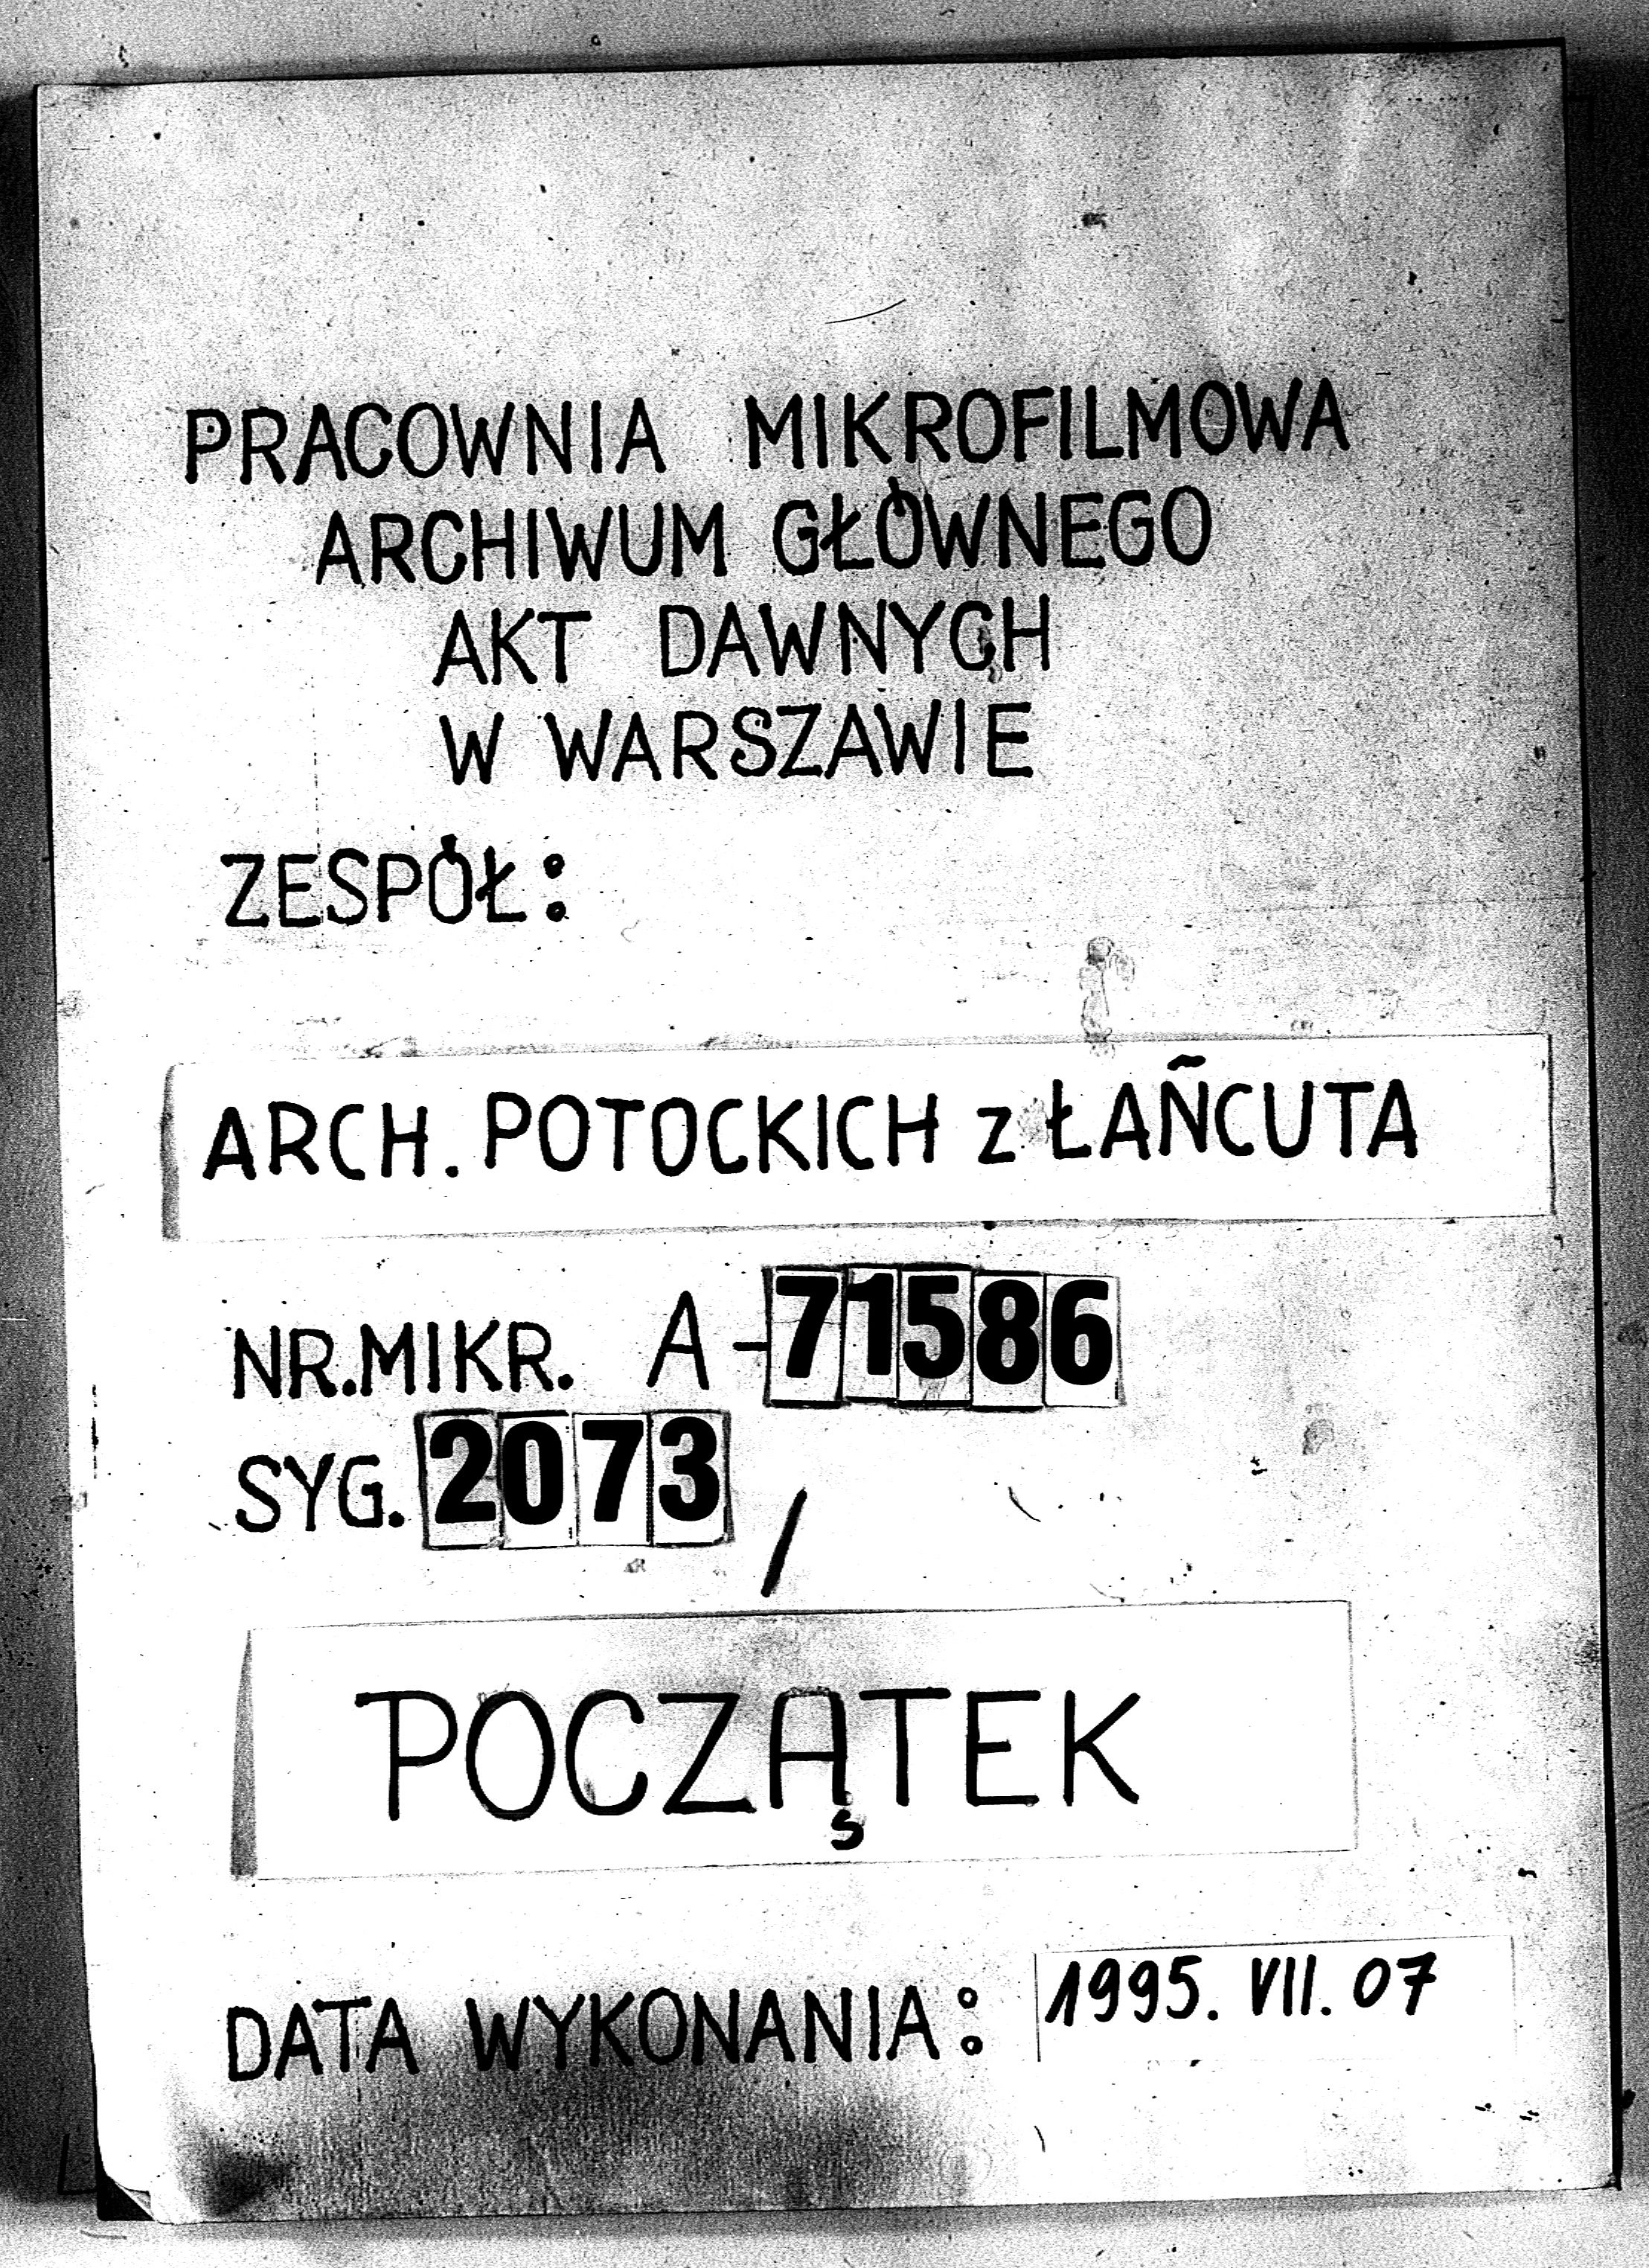 PRACOWNIA MIKROFILMOWA
ARCHIWUM GŁÓWNEGO
AKT DAWNYCH
W WARSZAWIE
ZESPÓŁ:
ARCH. POTOCKICH z ŁAŃCUTA
NR.MIKR. A-71586
SYG. 2073 /
POCZĄTEK
DATA WYKONANIA: 1995. VII. 07